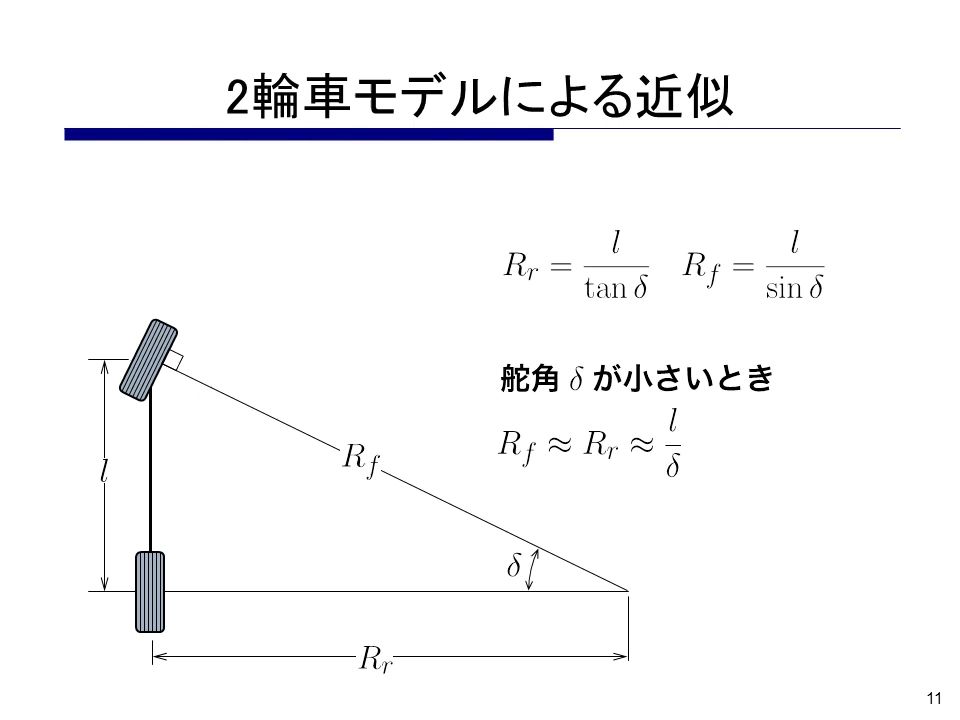 2輪車モデルによる近似
R_r = l / tan δ R_f = l / sin δ
舵角 δ が小さいとき
R_f ≈ R_r ≈ l / δ
R_f
l
δ
R_r
11